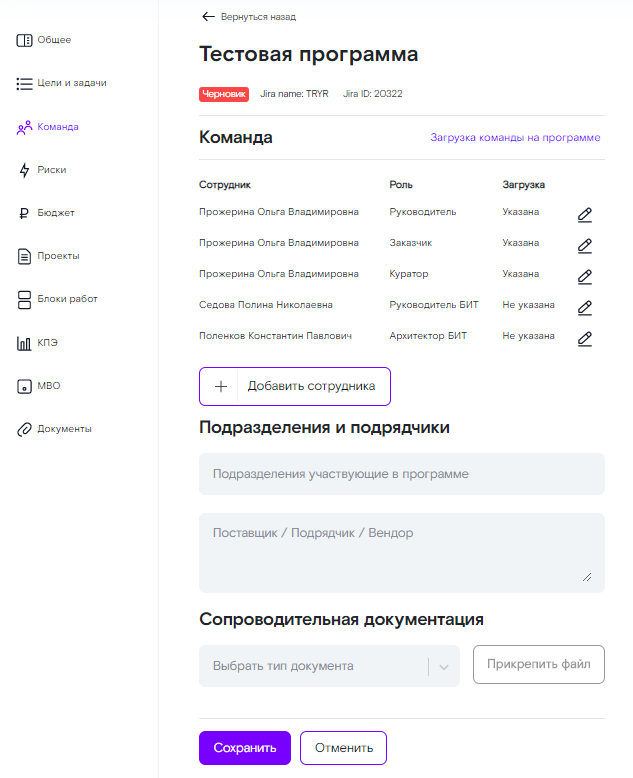 Вернуться назад
Общее
Цели и задачи
Команда
Риски
Бюджет
Проекты
Блоки работ
КПЭ
МВО
Документы
Тестовая программа
Черновик Jira name: TRYR Jira ID: 20322
Команда Загрузка команды на программе
Сотрудник Роль Загрузка
Прожерина Ольга Владимировна Руководитель Указана
Прожерина Ольга Владимировна Заказчик Указана
Прожерина Ольга Владимировна Куратор Указана
Седова Полина Николаевна Руководитель БИТ Не указана
Поленков Константин Павлович Архитектор БИТ Не указана
Добавить сотрудника
Подразделения и подрядчики
Подразделения участвующие в программе
Поставщик / Подрядчик / Вендор
Сопроводительная документация
Выбрать тип документа Прикрепить файл
Сохранить Отменить